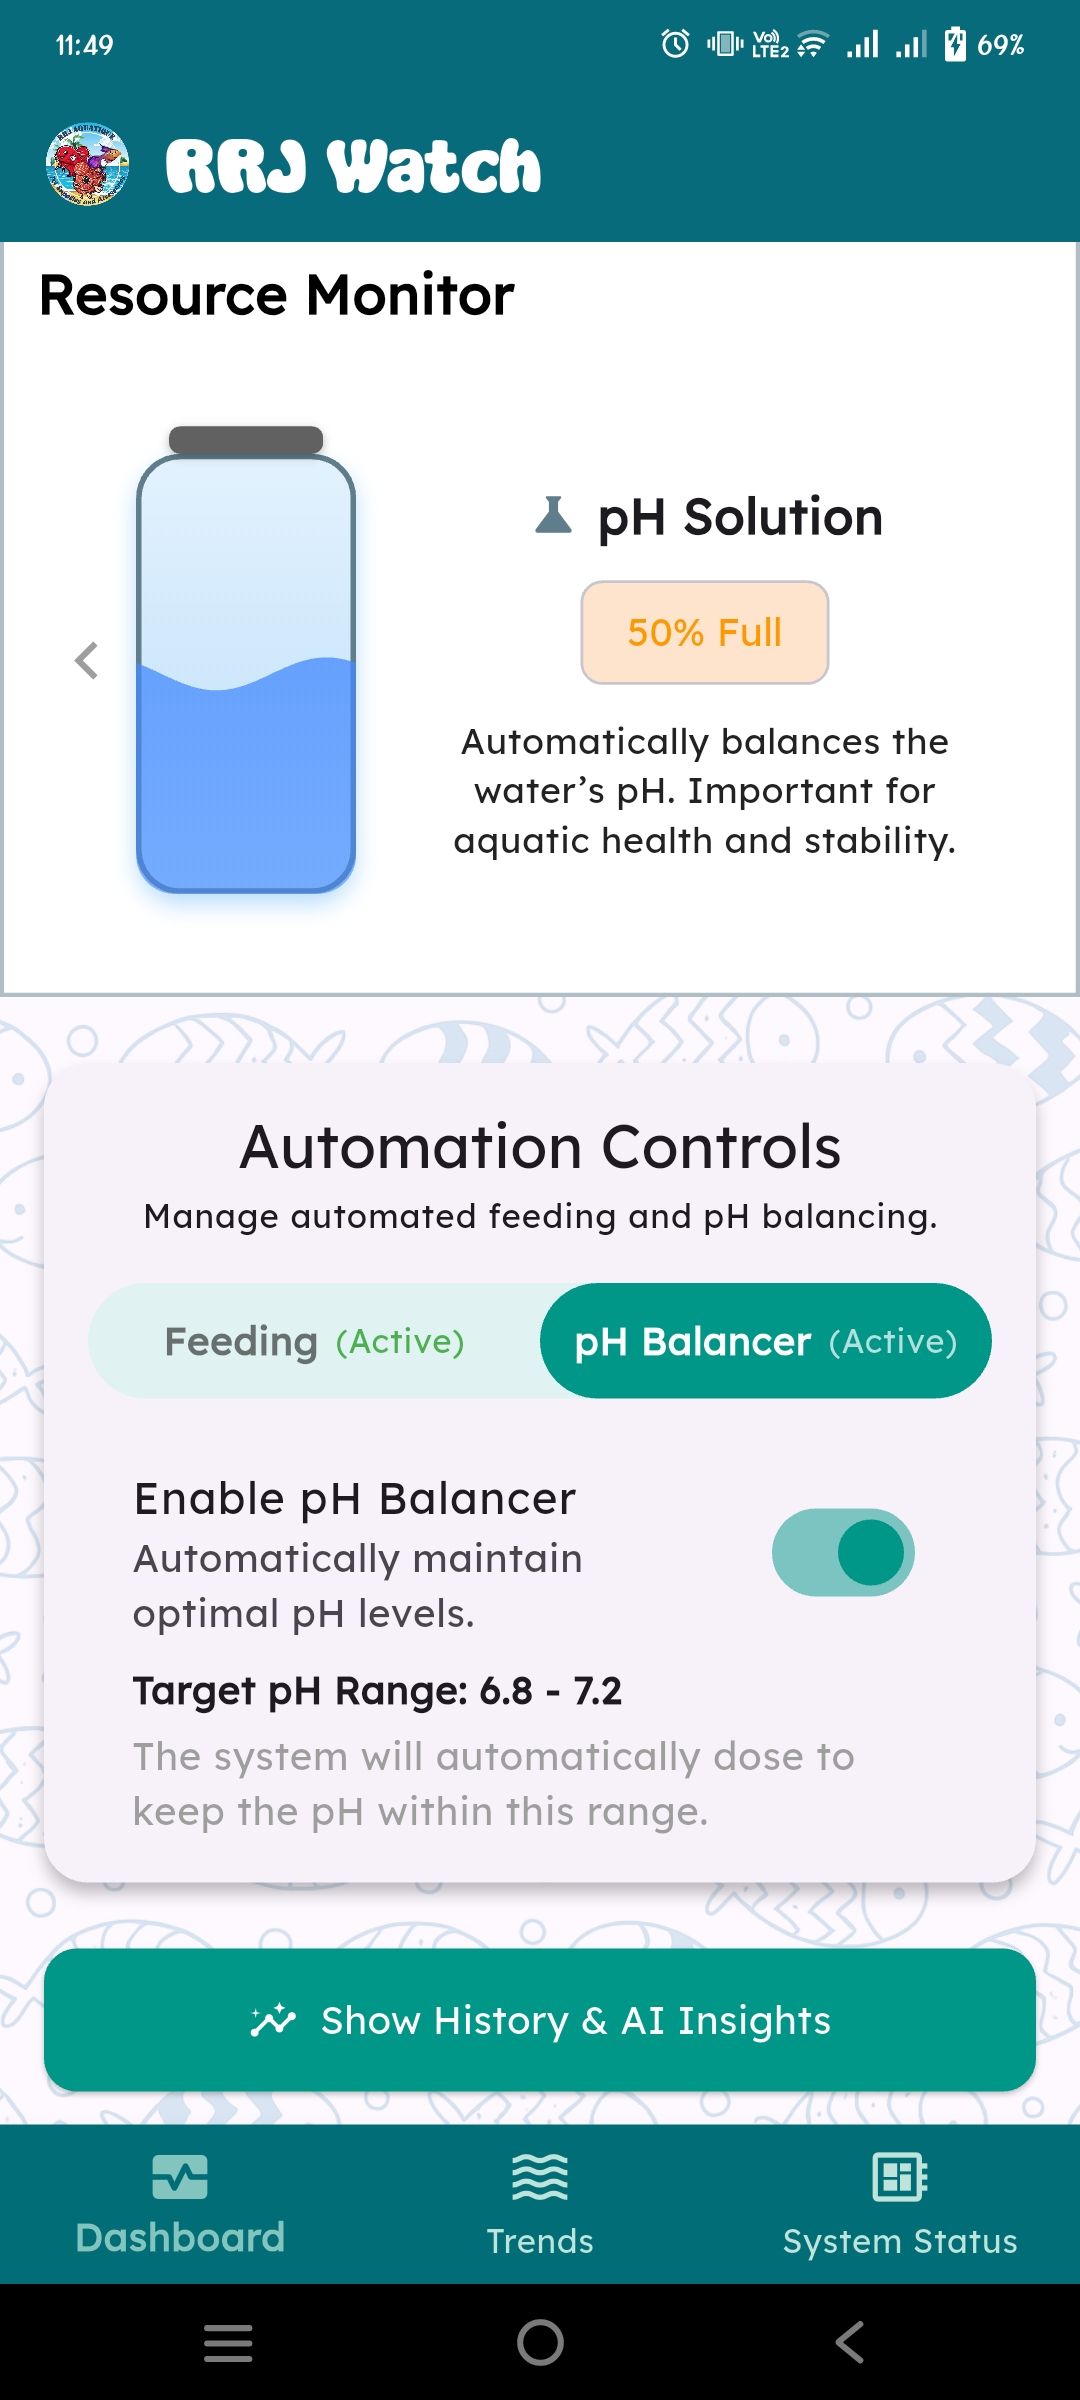 11:49
Vo))
LTE2
69%
RRJ Watch
Resource Monitor
pH Solution
50% Full
Automatically balances the
water’s pH. Important for
aquatic health and stability.
Automation Controls
Manage automated feeding and pH balancing.
Feeding (Active)
pH Balancer (Active)
Enable pH Balancer
Automatically maintain
optimal pH levels.
Target pH Range: 6.8 - 7.2
The system will automatically dose to
keep the pH within this range.
Show History & AI Insights
Dashboard
Trends
System Status